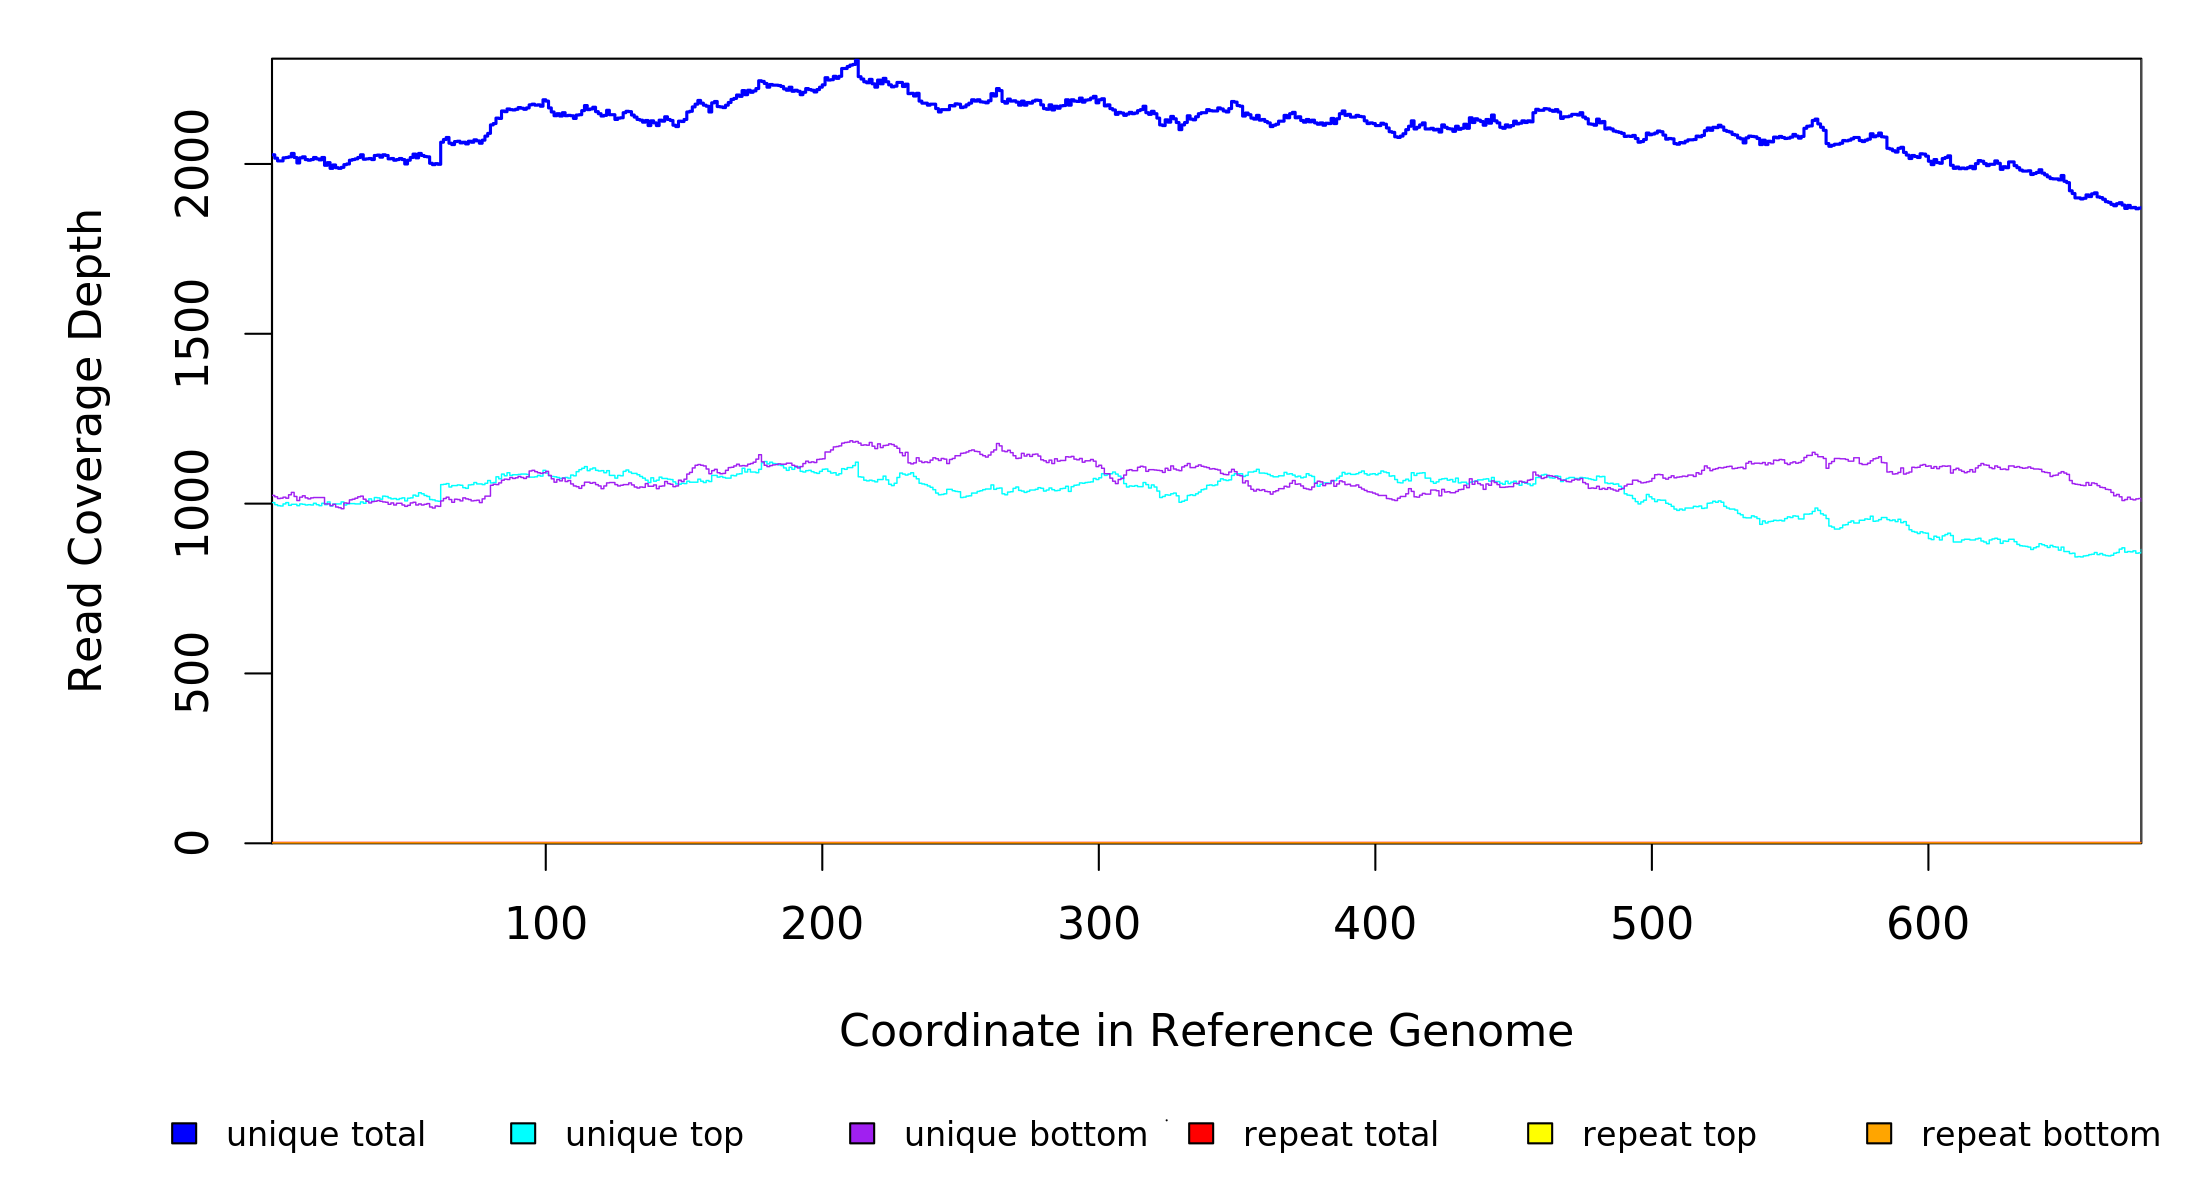 Read Coverage Depth
2000
1500
1000
500
0
100 200 300 400 500 600
Coordinate in Reference Genome
unique total unique top unique bottom repeat total repeat top repeat bottom